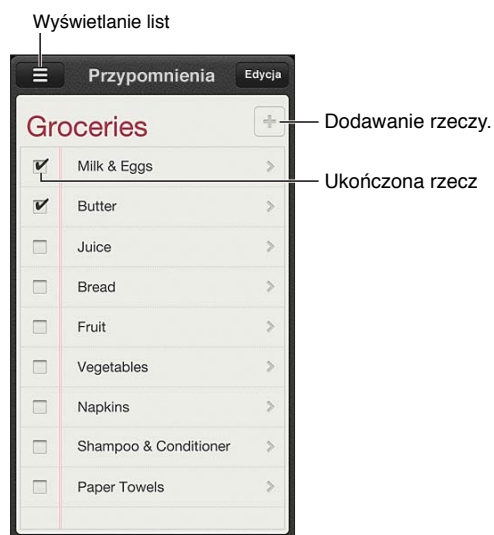 Wyświetlanie list
Przypomnienia Edycja
Groceries
Dodawanie rzeczy.
Milk & Eggs
Ukończona rzecz
Butter
Juice
Bread
Fruit
Vegetables
Napkins
Shampoo & Conditioner
Paper Towels